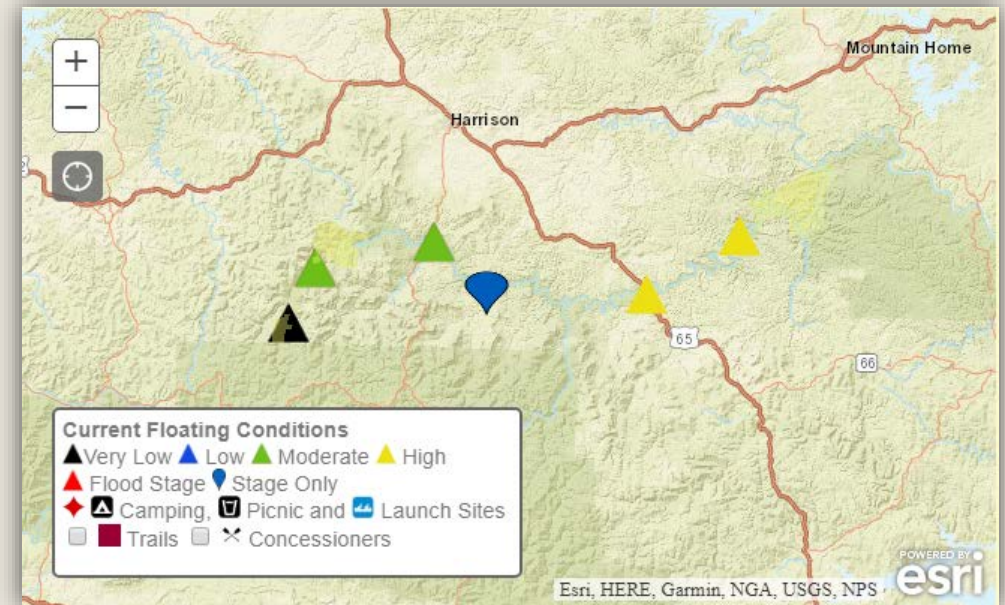 +
Mountain Home
−
Harrison
65
66
Current Floating Conditions
Very Low Low Moderate High
Flood Stage Stage Only
Camping, Picnic and Launch Sites
Trails Concessioners
POWERED BY
esri
Esri, HERE, Garmin, NGA, USGS, NPS